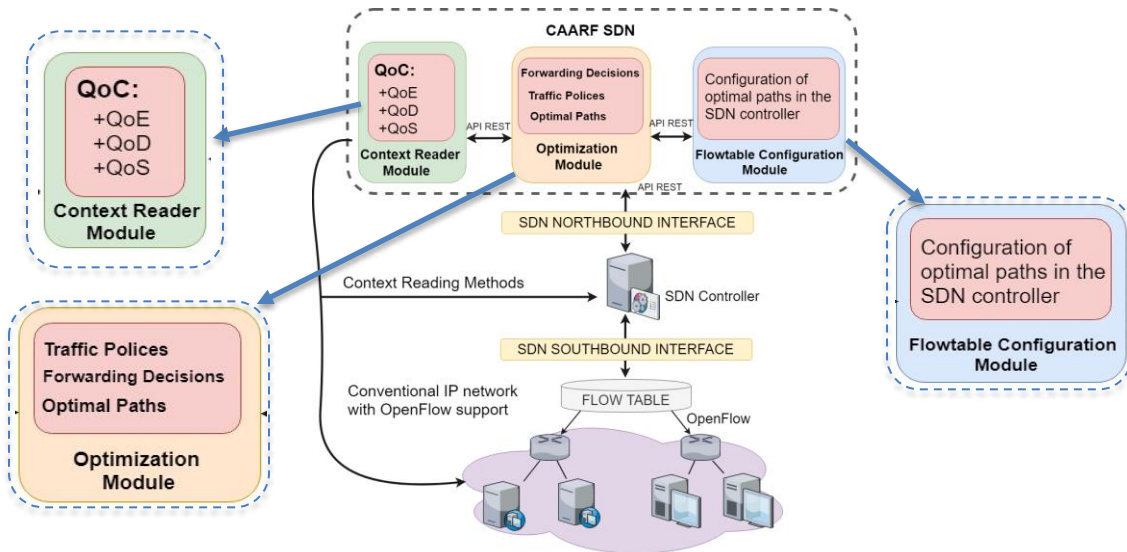 CAARF SDN
QoC:
+QoE
+QoD
+QoS
Context Reader
Module
QoC:
+QoE
+QoD
+QoS
Context Reader
Module
API REST
Forwarding Decisions
Traffic Polices
Optimal Paths
Optimization
Module
API REST
Configuration of
optimal paths in the
SDN controller
Flowtable Configuration
Module
API REST
SDN NORTHBOUND INTERFACE
Context Reading Methods
SDN Controller
SDN SOUTHBOUND INTERFACE
Configuration of
optimal paths in the
SDN controller
Flowtable Configuration
Module
Traffic Polices
Forwarding Decisions
Optimal Paths
Optimization
Module
Conventional IP network
with OpenFlow support
FLOW TABLE
OpenFlow